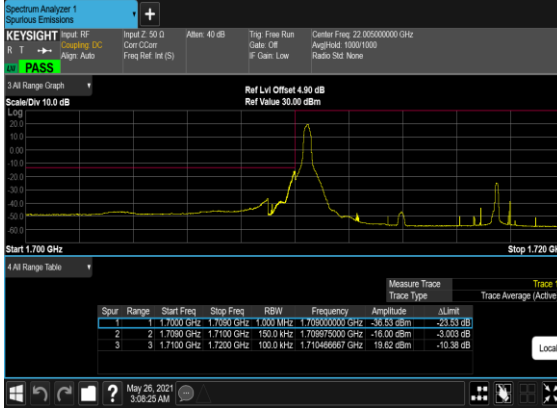 Spectrum Analyzer 1
Spurious Emissions
+
KEYSIGHT Input: RF Input Z: 50 Ω Atten: 40 dB Trig: Free Run Center Freq: 22.005000000 GHz
R T Coupling: DC Corr CCorr Gate: Off Avg|Hold: 1000/1000
Align: Auto Freq Ref: Int (S) IF Gain: Low Radio Std: None
PASS
3.All Range Graph
Ref Lvl Offset 4.90 dB
Scale/Div 10.0 dB Ref Value 30.00 dBm
Log
20.0
10.0
0.00
-10.0
-20.0
-30.0
-40.0
-50.0
-60.0
Start 1.700 GHz Stop 1.720 GH
4.All Range Table
Measure Trace Trace 1
Trace Type Trace Average (Active
Spur Range Start Freq Stop Freq RBW Frequency Amplitude ΔLimit
1 1 1.7000 GHz 1.7090 GHz 1.000 MHz 1.709000000 GHz -36.53 dBm -23.53 dB
2 2 1.7090 GHz 1.7100 GHz 150.0 kHz 1.709975000 GHz -16.00 dBm -3.003 dB
3 3 1.7100 GHz 1.7200 GHz 100.0 kHz 1.710466667 GHz 19.62 dBm -10.38 dB
Local
?
May 26, 2021
3:08:25 AM